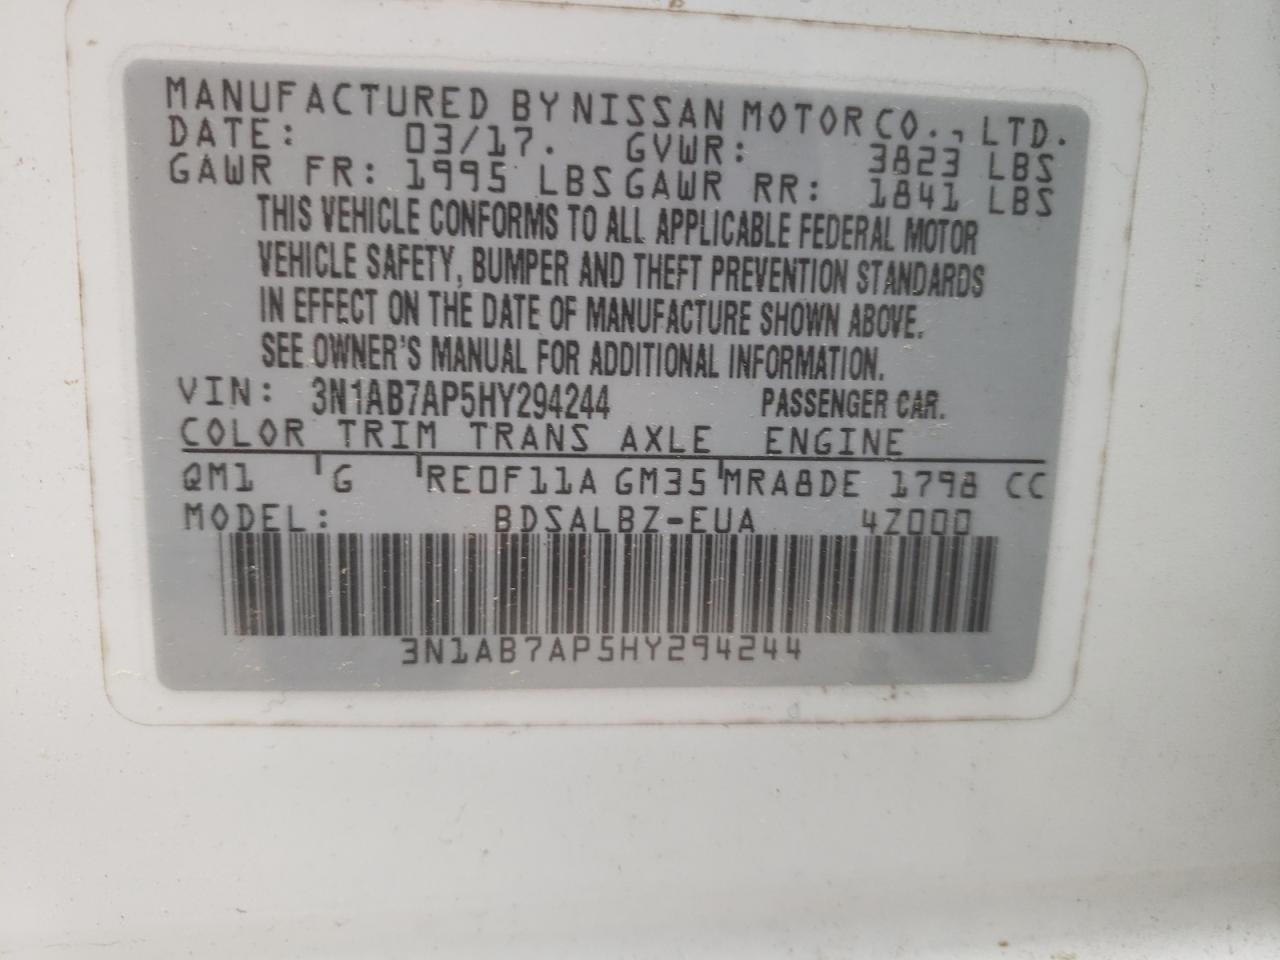 MANUFACTURED BY NISSAN MOTOR CO., LTD.
DATE: 03/17. GVWR: 3823 LBS
GAWR FR: 1995 LBS GAWR RR: 1841 LBS
THIS VEHICLE CONFORMS TO ALL APPLICABLE FEDERAL MOTOR
VEHICLE SAFETY, BUMPER AND THEFT PREVENTION STANDARDS
IN EFFECT ON THE DATE OF MANUFACTURE SHOWN ABOVE.
SEE OWNER'S MANUAL FOR ADDITIONAL INFORMATION.
VIN: 3N1AB7AP5HY294244 PASSENGER CAR.
COLOR TRIM TRANS AXLE ENGINE
QM1 G RE0F11A GM35 MRA8DE 1798 CC
MODEL: BDSALBZ-EUA 4Z000
3N1AB7AP5HY294244